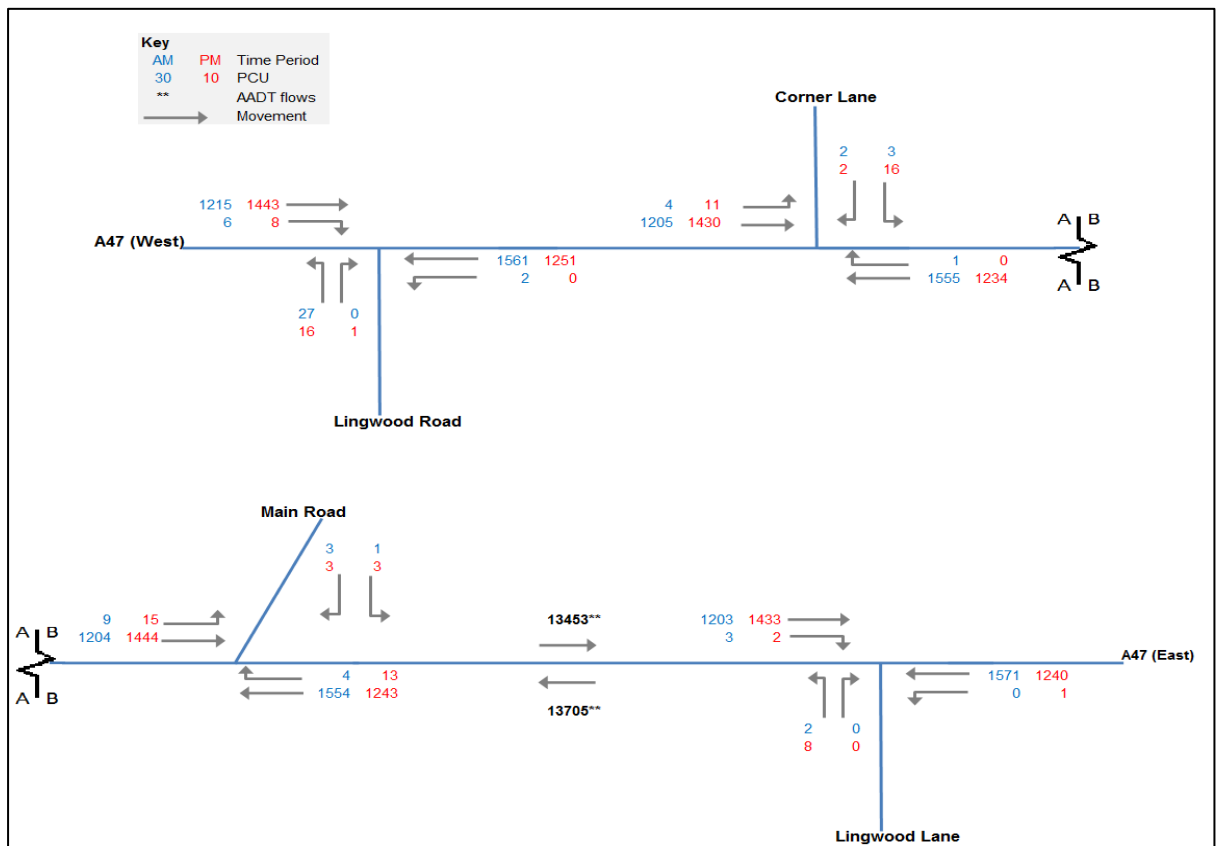 Key
AM PM Time Period
30 10 PCU
** AADT flows
Movement
Corner Lane
2 3
2 16
1215 1443
6 8
4 11
1205 1430
A47 (West)
A B
A B
1561 1251
2 0
1 0
1555 1234
27 0
16 1
Lingwood Road
Main Road
3 1
3 3
9 15
1204 1444
13453**
1203 1433
3 2
A B
A B
A47 (East)
4 13
1554 1243
13705**
1571 1240
0 1
2 0
8 0
Lingwood Lane